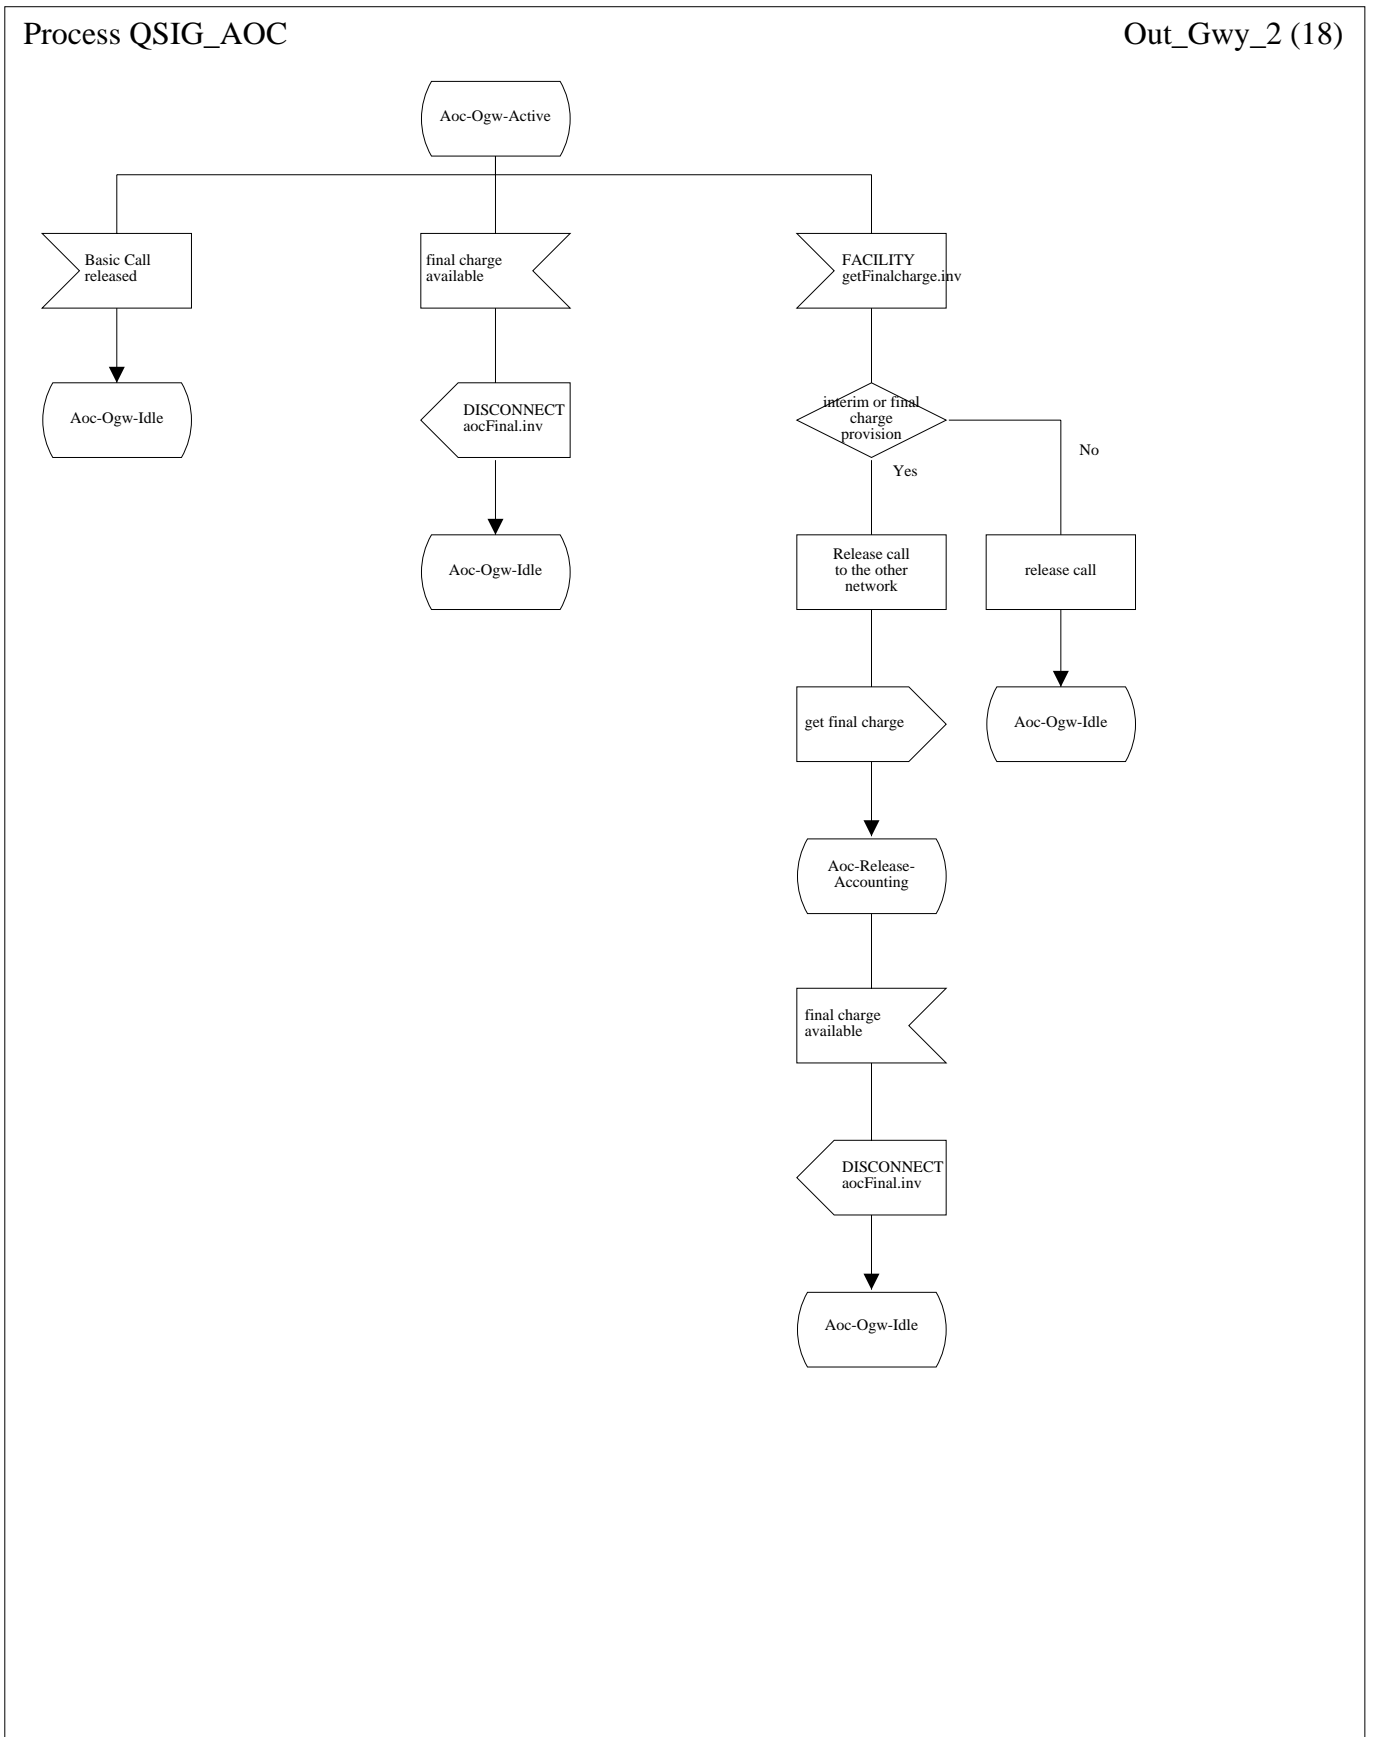 Process QSIG_AOC
Out_Gwy_2 (18)
Aoc-Ogw-Active
Basic Call
released
final charge
available
FACILITY
getFinalcharge.inv
Aoc-Ogw-Idle
DISCONNECT
aocFinal.inv
interim or final
charge
provision
No
Yes
Aoc-Ogw-Idle
Release call
to the other
network
release call
get final charge
Aoc-Ogw-Idle
Aoc-Release-
Accounting
final charge
available
DISCONNECT
aocFinal.inv
Aoc-Ogw-Idle